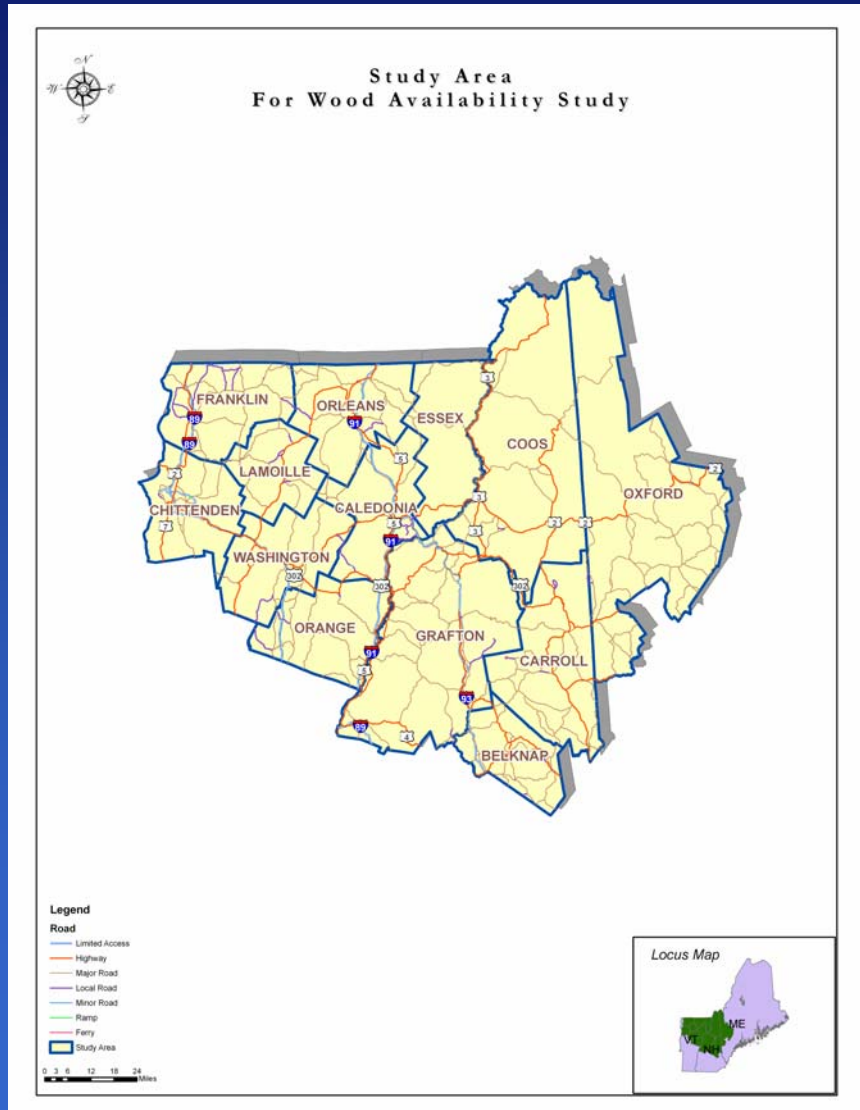 N
W E
S
Study Area
For Wood Availability Study
3
FRANKLIN
ORLEANS
ESSEX
89
91
COOS
89
5
2
LAMOILLE
2
OXFORD
CHITTENDEN
CALEDONIA
3
7
5
3
2
2
WASHINGTON
91
302
302
302
ORANGE
GRAFTON
91
CARROLL
5
93
89
4
BELKNAP
Legend
Road
Limited Access
Highway
Major Road
Local Road
Minor Road
Ramp
Ferry
Study Area
0 3 6 12 18 24
Miles
Locus Map
ME
VT
NH